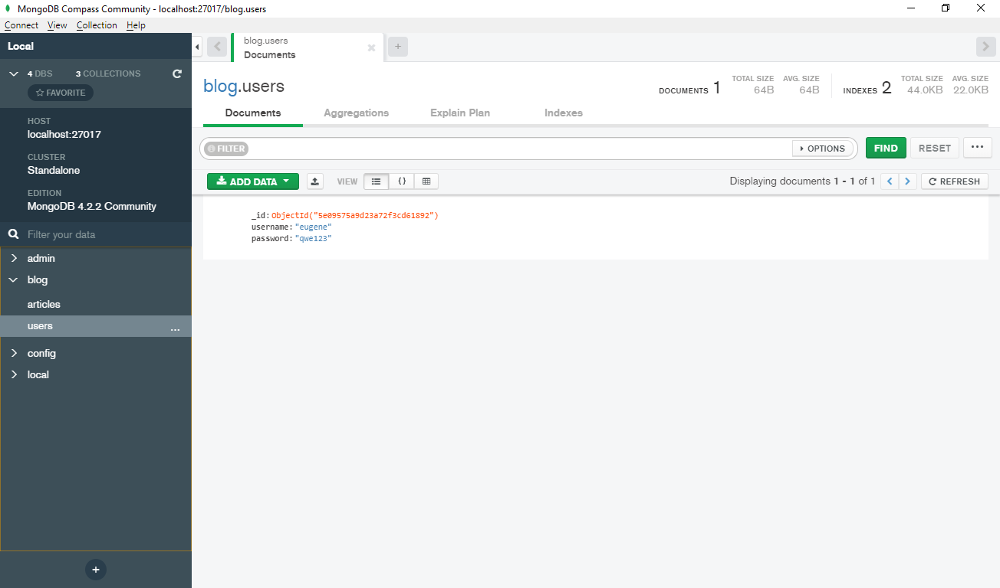 MongoDB Compass Community - localhost:27017/blog.users
Connect View Collection Help
Local
4 DBS 3 COLLECTIONS
FAVORITE
HOST
localhost:27017
CLUSTER
Standalone
EDITION
MongoDB 4.2.2 Community
Filter your data
admin
blog
articles
users ...
config
local
+
blog.users
Documents
+
blog.users
DOCUMENTS 1 TOTAL SIZE 64B AVG. SIZE 64B INDEXES 2 TOTAL SIZE 44.0KB AVG. SIZE 22.0KB
Documents Aggregations Explain Plan Indexes
FILTER OPTIONS FIND RESET ...
ADD DATA VIEW {} Displaying documents 1 - 1 of 1 REFRESH
_id: ObjectId("5e09575a9d23a72f3cd61892")
username: "eugene"
password: "qwe123"